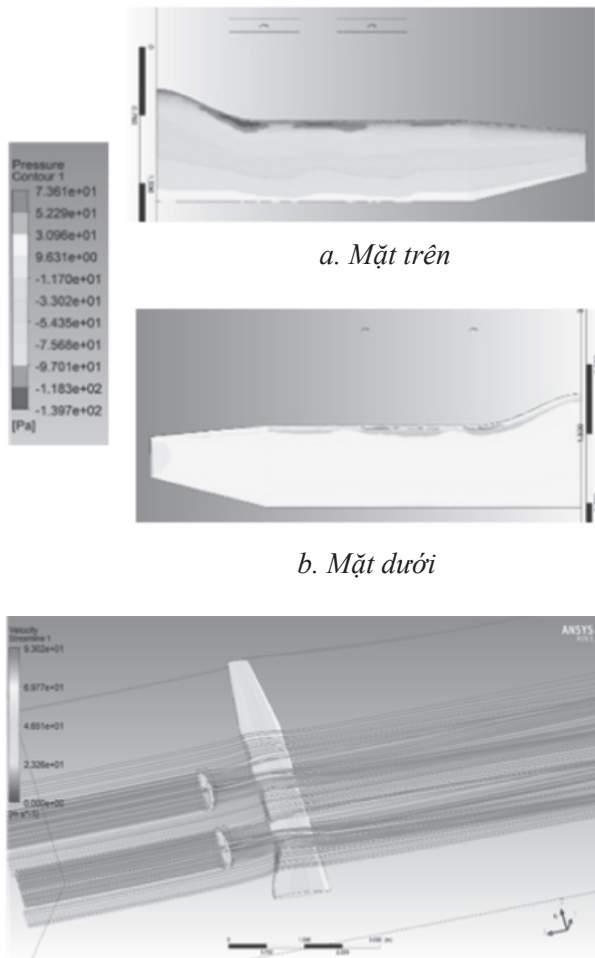 Pressure
Contour 1
7.361e+01
5.229e+01
3.096e+01
9.631e+00
-1.170e+01
-3.302e+01
-5.435e+01
-7.568e+01
-9.701e+01
-1.183e+02
-1.397e+02
[Pa]
a. Mặt trên
b. Mặt dưới
Velocity
Streamline 1
9.302e+01
6.977e+01
4.651e+01
2.326e+01
0.000e+00
[m s^-1]
ANSYS